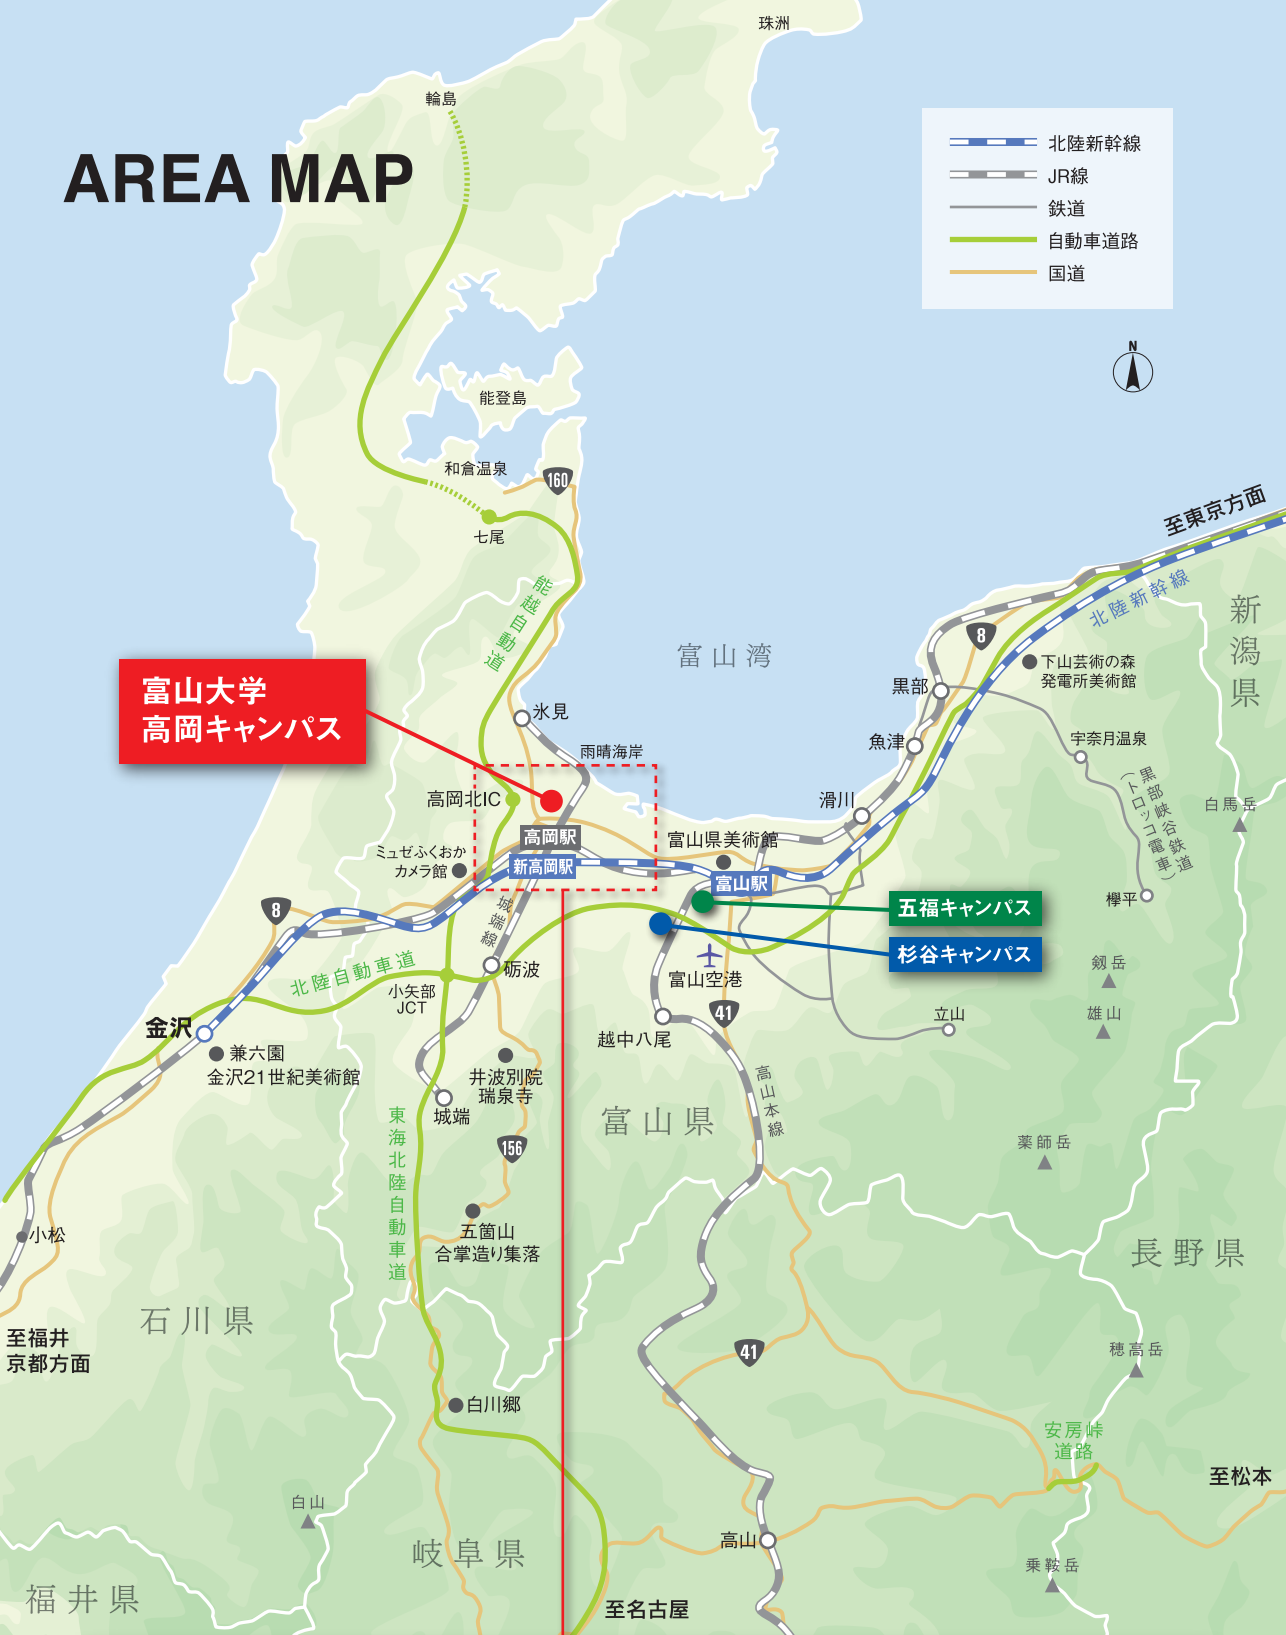 珠洲
輪島
AREA MAP
北陸新幹線
JR線
鉄道
自動車道路
国道
N
能登島
和倉温泉
160
七尾
至東京方面
能越自動道
北陸新幹線
新潟県
富山湾
8
下山芸術の森
発電所美術館
富山大学
高岡キャンパス
黒部
氷見
魚津
宇奈月温泉
雨晴海岸
黒部峡谷鉄道
(トロッコ電車)
高岡北IC
滑川
白馬岳
高岡駅
富山県美術館
ミュゼふくおか
カメラ館
新高岡駅
富山駅
欅平
8
城端線
五福キャンパス
杉谷キャンパス
北陸自動車道
砺波
富山空港
剱岳
小矢部
JCT
41
立山
雄山
金沢
越中八尾
兼六園
金沢21世紀美術館
井波別院
瑞泉寺
高山本線
城端
東海北陸自動車道
富山県
156
薬師岳
五箇山
合掌造り集落
小松
長野県
石川県
至福井
京都方面
41
穂高岳
白川郷
安房峠
道路
至松本
白山
高山
岐阜県
乗鞍岳
福井県
至名古屋